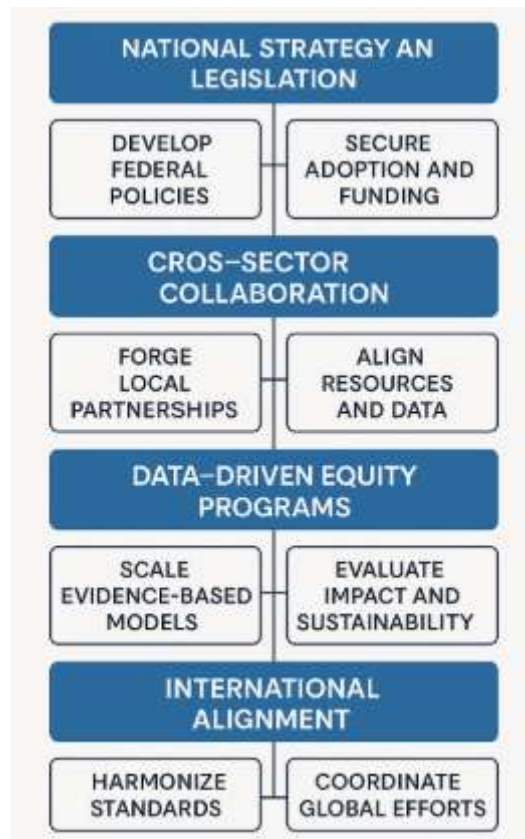 NATIONAL STRATEGY AN
LEGISLATION
DEVELOP
FEDERAL
POLICIES
SECURE
ADOPTION AND
FUNDING
CROS–SECTOR
COLLABORATION
FORGE
LOCAL
PARTNERSHIPS
ALIGN
RESOURCES
AND DATA
DATA–DRIVEN EQUITY
PROGRAMS
SCALE
EVIDENCE-BASED
MODELS
EVALUATE
IMPACT AND
SUSTAINABILITY
INTERNATIONAL
ALIGNMENT
HARMONIZE
STANDARDS
COORDINATE
GLOBAL EFFORTS